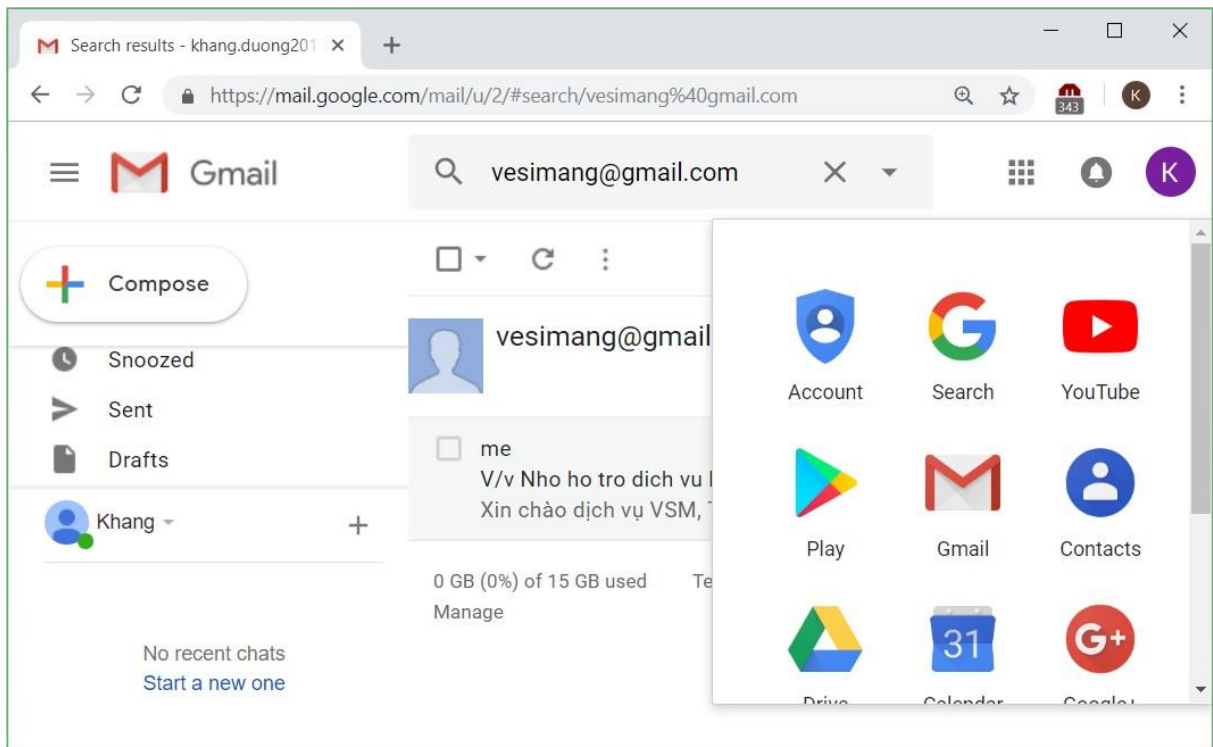 Search results - khang.duong201
https://mail.google.com/mail/u/2/#search/vesimang%40gmail.com
343
K
Gmail
vesimang@gmail.com
K
Compose
Snoozed
Sent
Drafts
Khang
No recent chats
Start a new one
vesimang@gmail
me
V/v Nho ho tro dich vu
Xin chào dịch vụ VSM,
0 GB (0%) of 15 GB used
Manage
Account Search YouTube
Play Gmail Contacts
31
G+
Drive Calendar Google+